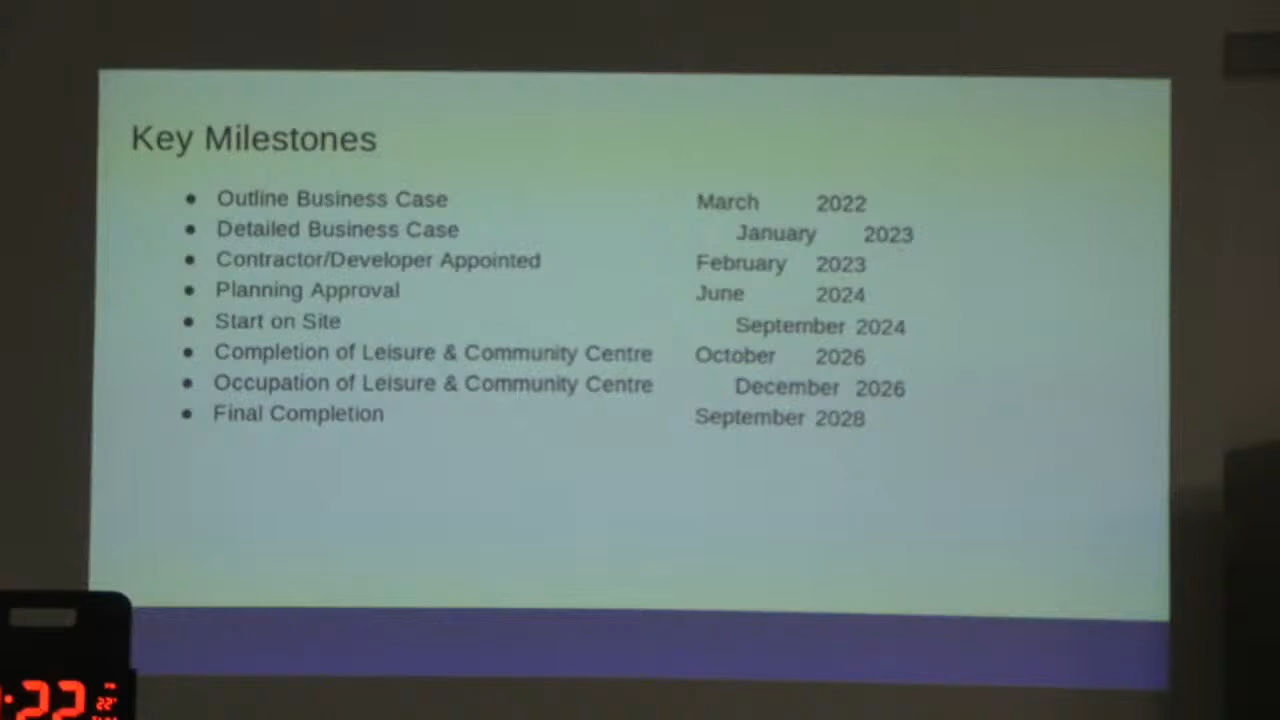 Key Milestones
• Outline Business Case March 2022
• Detailed Business Case January 2023
• Contractor/Developer Appointed February 2023
• Planning Approval June 2024
• Start on Site September 2024
• Completion of Leisure & Community Centre October 2026
• Occupation of Leisure & Community Centre December 2026
• Final Completion September 2028
:22 22